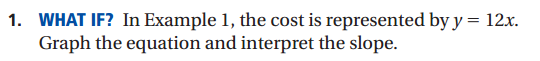 1. WHAT IF? In Example 1, the cost is represented by y = 12x.
Graph the equation and interpret the slope.